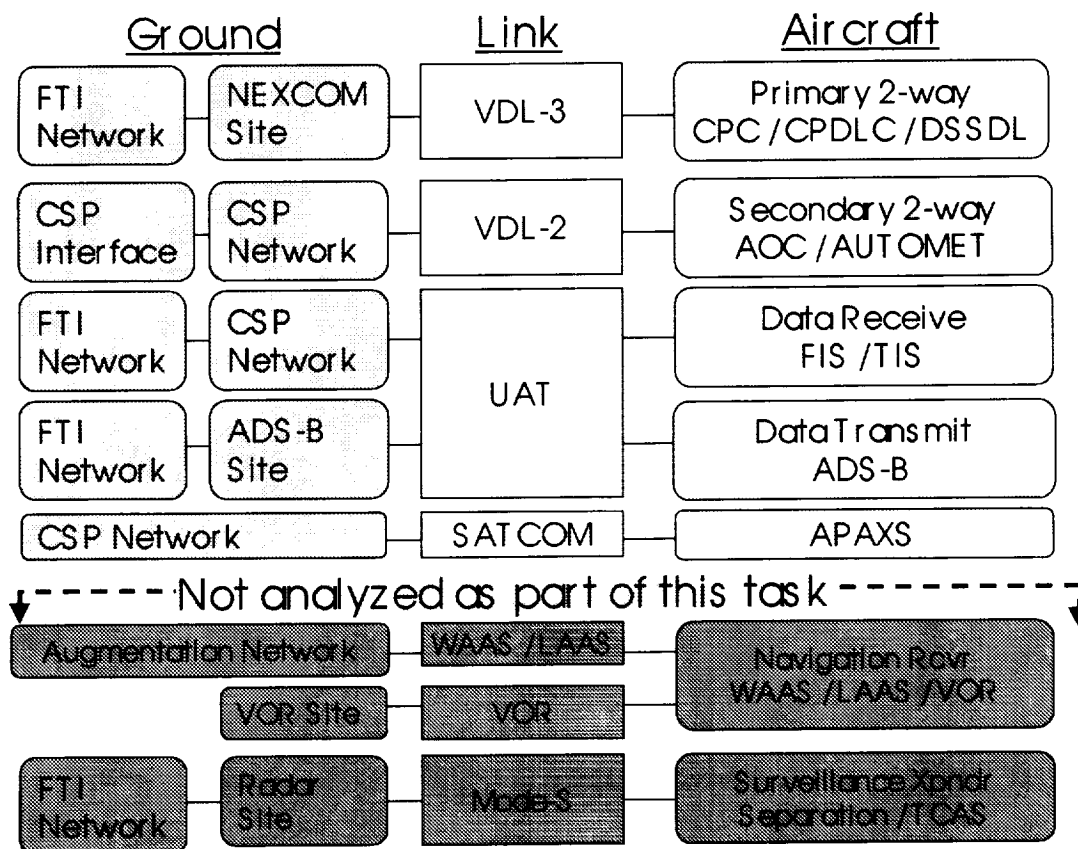 Ground Link Aircraft
FTI Network
NEXCOM Site
VDL-3
Primary 2-way
CPC / CPDLC / DSSDL
CSP Interface
CSP Network
VDL-2
Secondary 2-way
AOC / AUTOMET
FTI Network
CSP Network
UAT
Data Receive
FIS / TIS
FTI Network
ADS-B Site
Data Transmit
ADS-B
CSP Network
SATCOM
APAXS
Not analyzed as part of this task
Augmentation Network
WAAS / LAAS
Navigation Rcvr
WAAS / LAAS / VOR
VOR Site
VOR
FTI Network
Radar Site
Mode-S
Surveillance Xpndr
Separation / TCAS